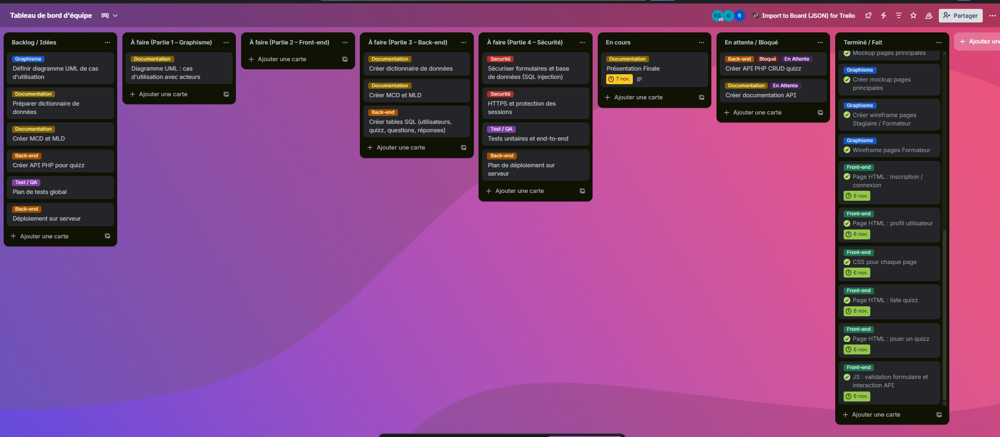 Tableau de bord d'équipe
KG
G
R
Import to Board (JSON) for Trello
Partager
Backlog / Idées
Graphisme
Définir diagramme UML de cas
d'utilisation
Documentation
Préparer dictionnaire de
données
Documentation
Créer MCD et MLD
Back-end
Créer API PHP pour quizz
Test / QA
Plan de tests global
Back-end
Déploiement sur serveur
Ajouter une carte
À faire (Partie 1 – Graphisme)
Documentation
Diagramme UML : cas
d'utilisation avec acteurs
Ajouter une carte
À faire (Partie 2 – Front-end)
Ajouter une carte
À faire (Partie 3 – Back-end)
Documentation
Créer dictionnaire de données
Documentation
Créer MCD et MLD
Back-end
Créer tables SQL (utilisateurs,
quizz, questions, réponses)
Ajouter une carte
À faire (Partie 4 – Sécurité)
Securité
Sécuriser formulaires et base
de données (SQL injection)
Securité
HTTPS et protection des
sessions
Test / QA
Tests unitaires et end-to-end
Back-end
Plan de déploiement sur
serveur
Ajouter une carte
En cours
Documentation
Présentation Finale
7 nov.
Ajouter une carte
En attente / Bloqué
Back-end Bloqué En Attente
Créer API PHP CRUD quizz
Documentation En Attente
Créer documentation API
Ajouter une carte
Terminé / Fait
Mockup pages principales
Graphisme
Créer mockup pages
principales
Graphisme
Créer wireframe pages
Stagiaire / Formateur
Graphisme
Wireframe pages Formateur
Front-end
Page HTML : inscription /
connexion
6 nov.
Front-end
Page HTML : profil utilisateur
6 nov.
Front-end
CSS pour chaque page
6 nov.
Front-end
Page HTML : liste quizz
6 nov.
Front-end
Page HTML : jouer un quizz
6 nov.
Front-end
JS : validation formulaire et
interaction API
6 nov.
Ajouter une carte
Ajoutez un